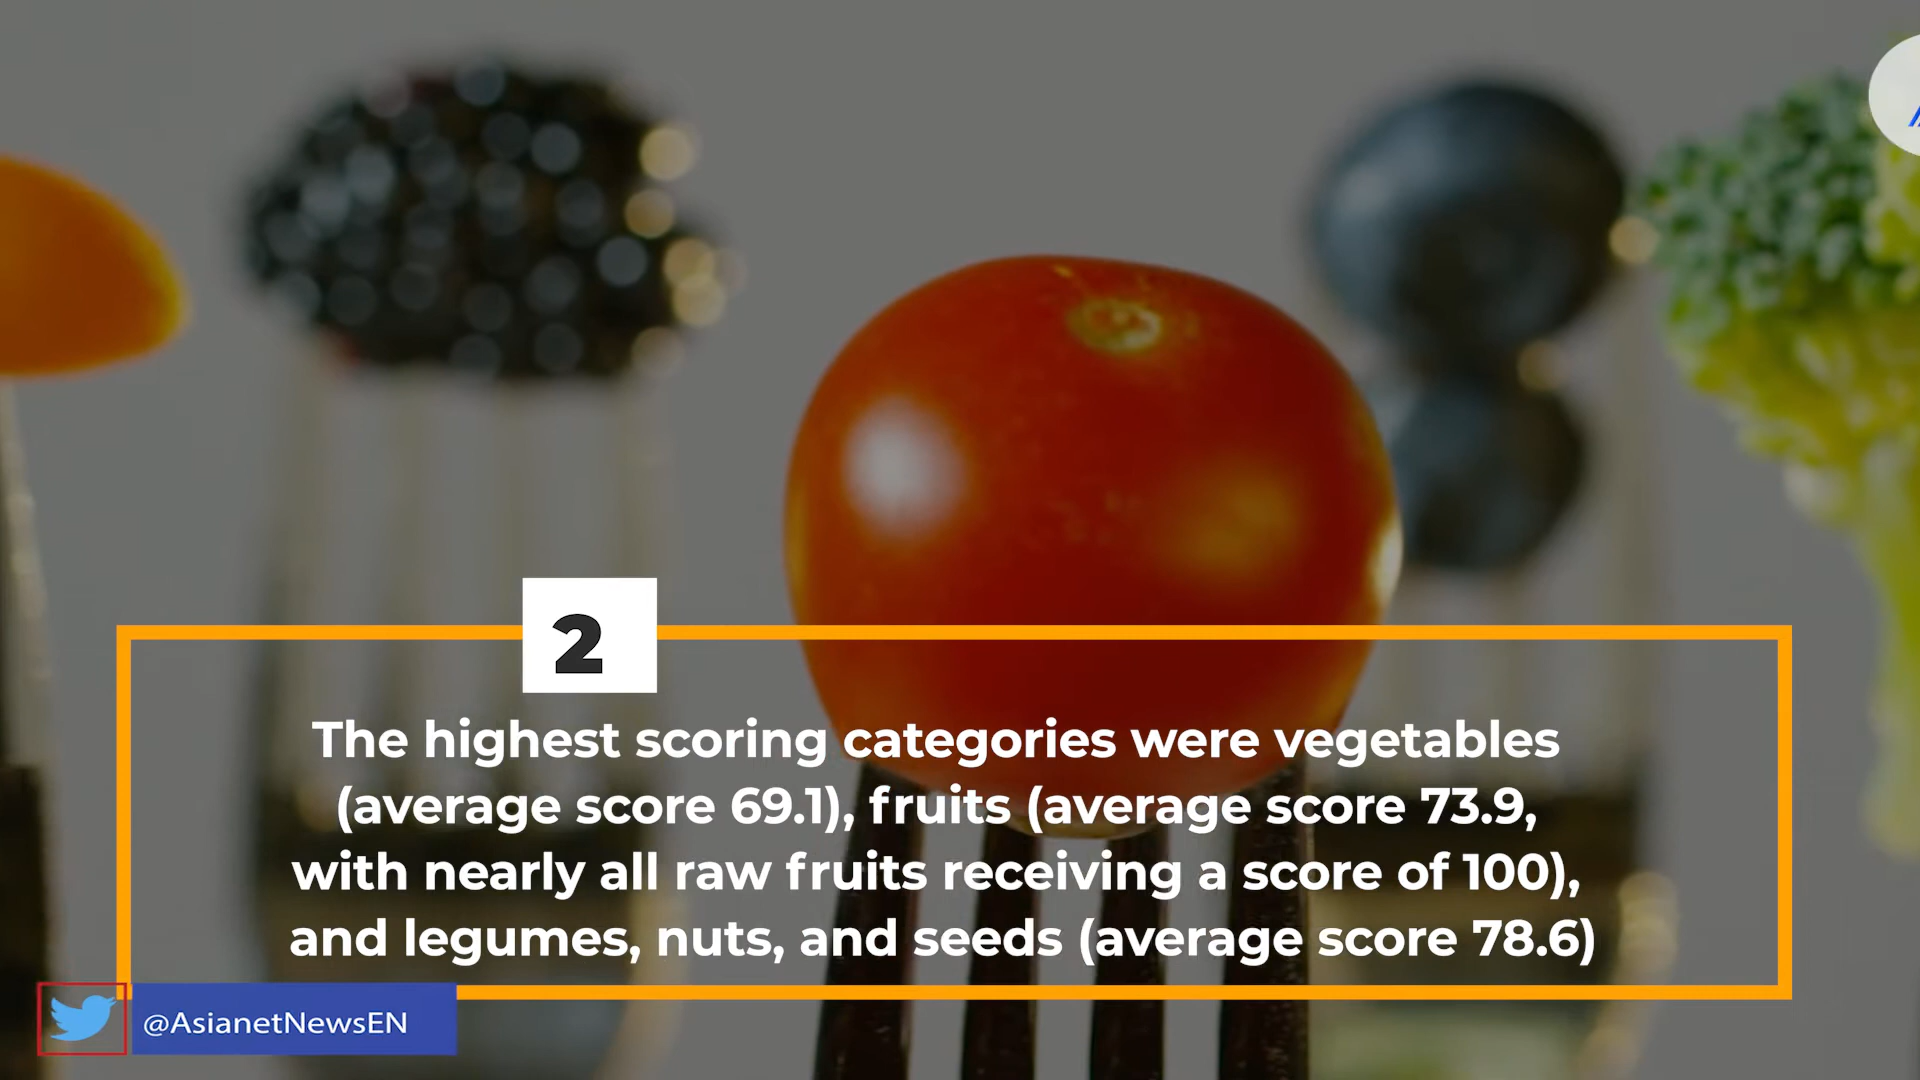 2
The highest scoring categories were vegetables
(average score 69.1), fruits (average score 73.9,
with nearly all raw fruits receiving a score of 100),
and legumes, nuts, and seeds (average score 78.6)
@AsianetNewsEN